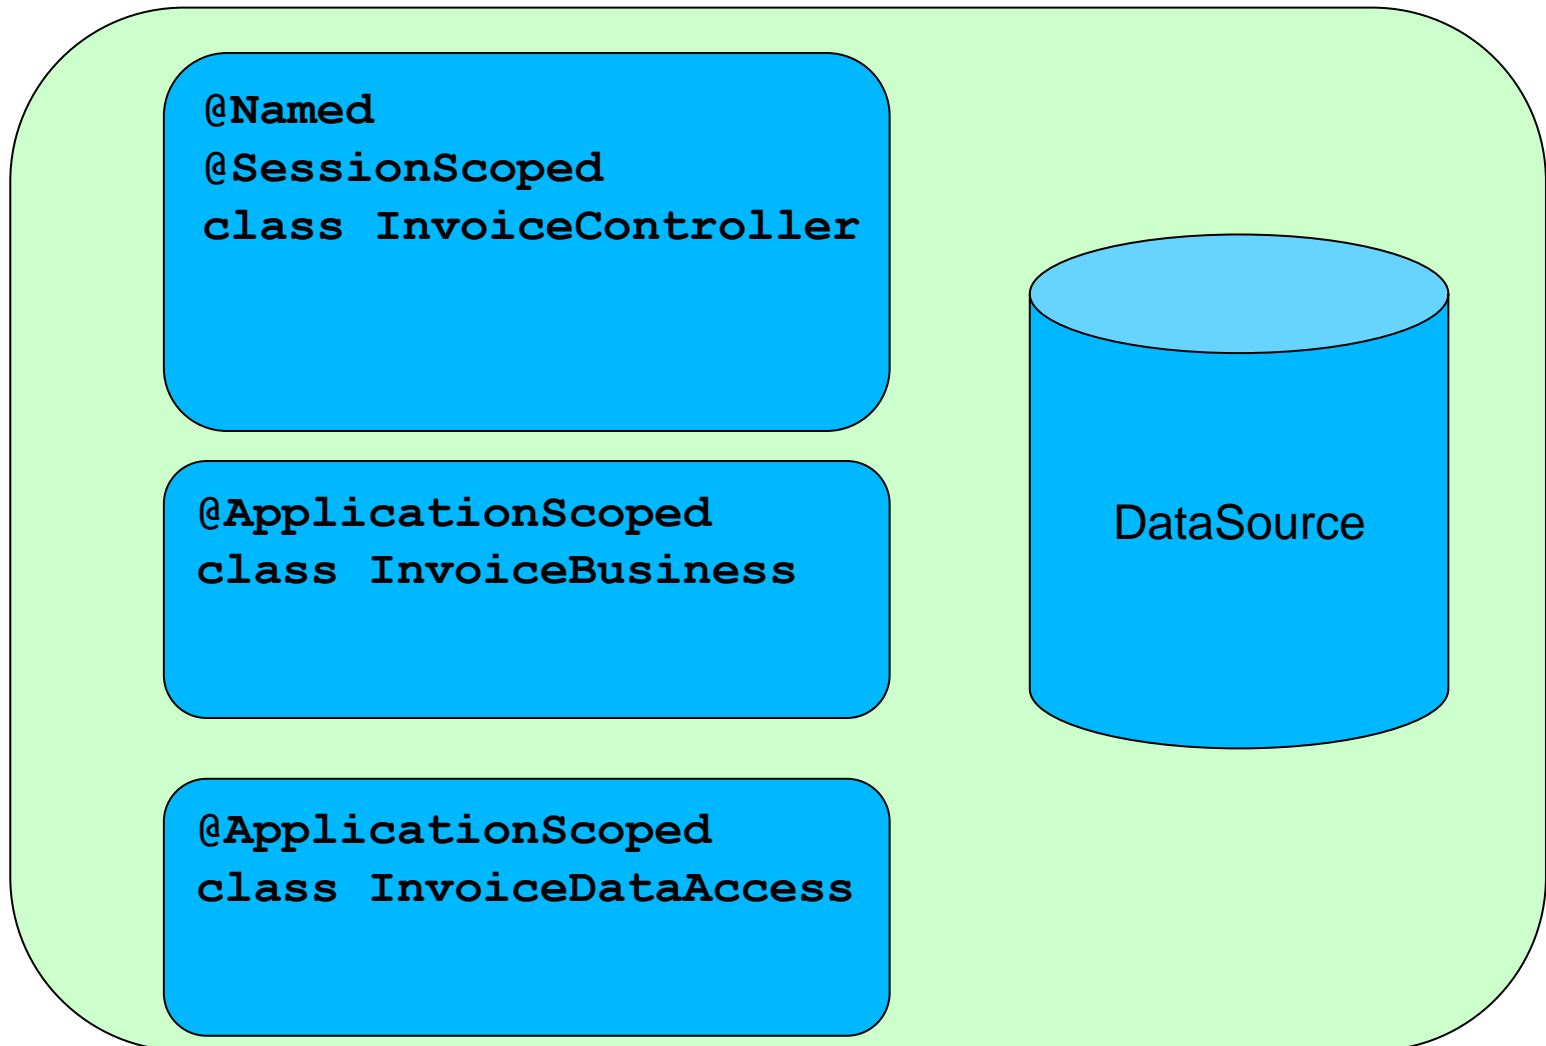 @Named
@SessionScoped
class InvoiceController
@ApplicationScoped
class InvoiceBusiness
@ApplicationScoped
class InvoiceDataAccess
DataSource